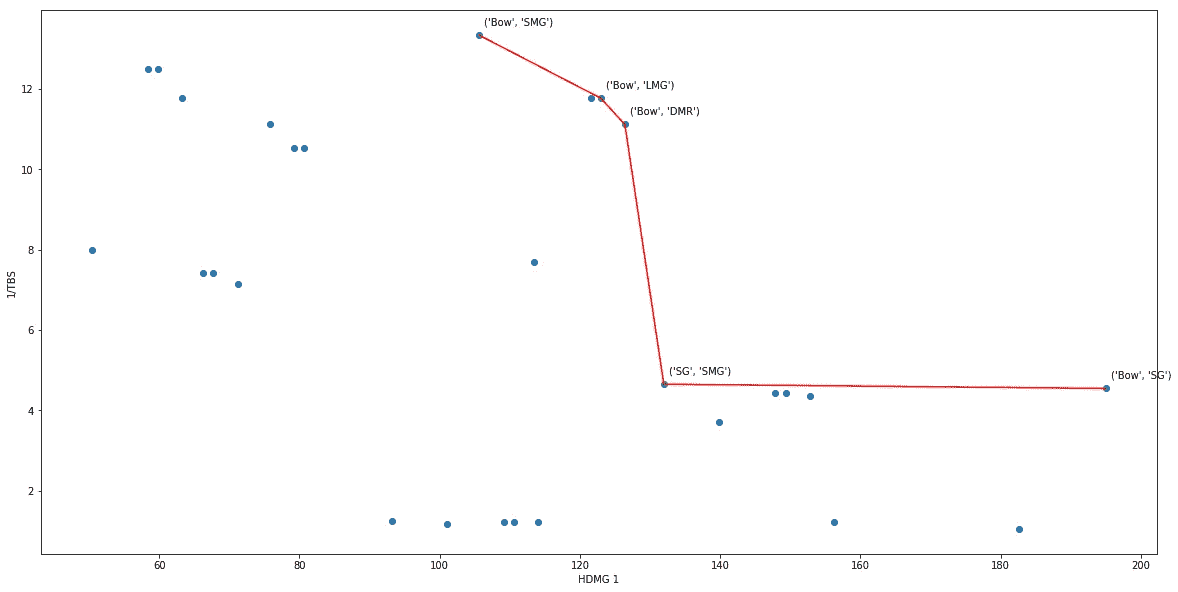 ('Bow', 'SMG')
('Bow', 'LMG')
('Bow', 'DMR')
('SG', 'SMG')
('Bow', 'SG')
12
10
8
6
4
2
1/TBS
60 80 100 120 140 160 180 200
HDMG 1